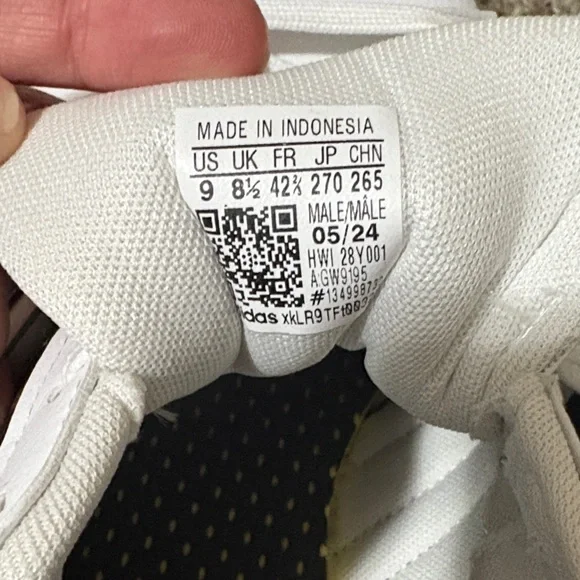 MADE IN INDONESIA
US UK FR JP CHN
9 8½ 42⅔ 270 265
MALE/MÂLE
05/24
HWI 28Y001
A:GW9195